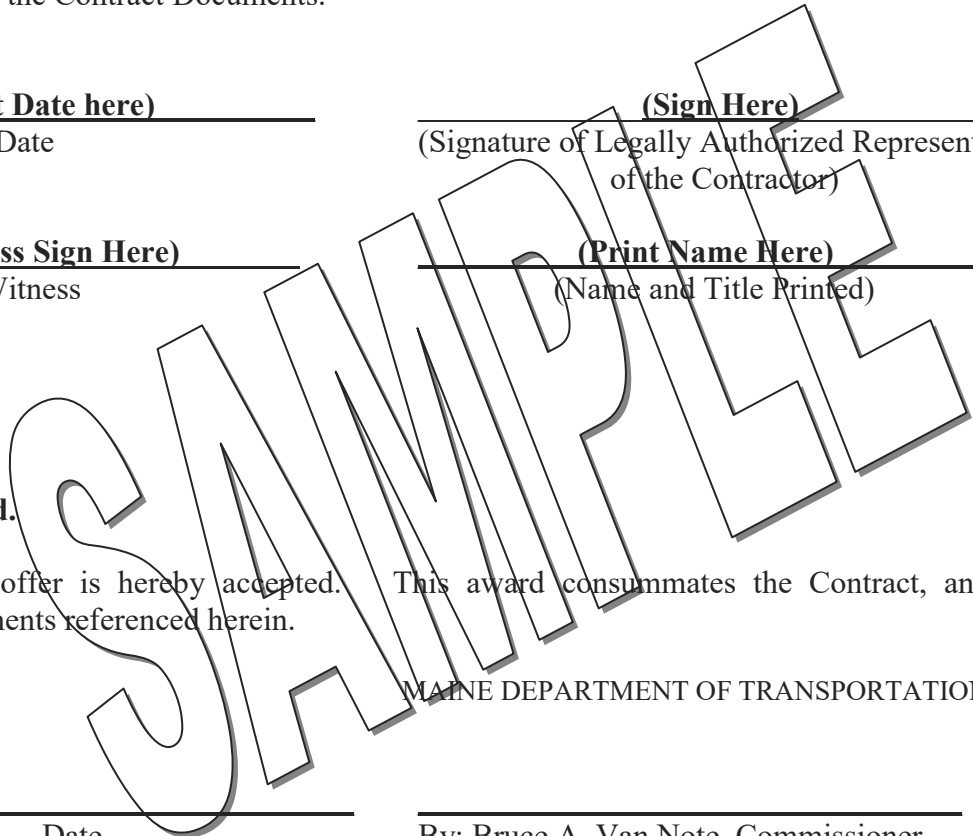 the Contract Documents.
t Date here) (Sign Here)
Date (Signature of Legally Authorized Represent
of the Contractor)
ss Sign Here) (Print Name Here)
Witness (Name and Title Printed)
d.
offer is hereby accepted. This award consummates the Contract, an
ments referenced herein.
MAINE DEPARTMENT OF TRANSPORTATION
Date By: Bruce A. Van Note, Commissioner
SAMPLE